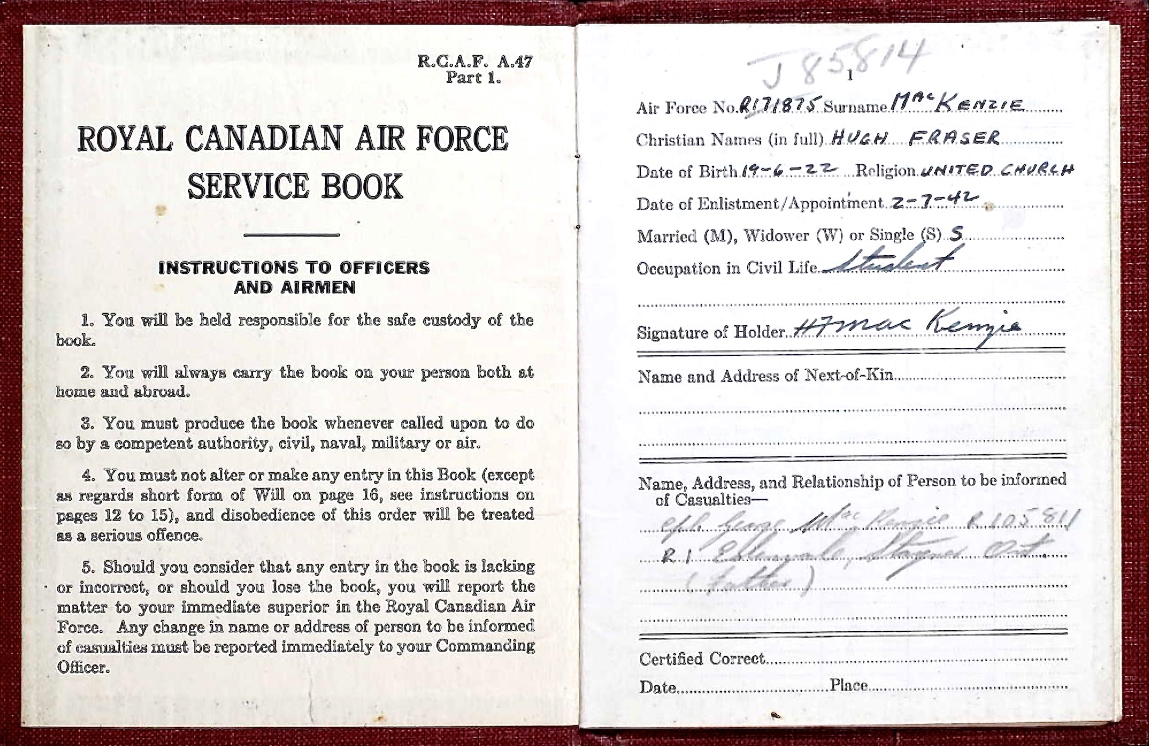 R.C.A.F. A.47
Part 1.
ROYAL CANADIAN AIR FORCE
SERVICE BOOK
INSTRUCTIONS TO OFFICERS
AND AIRMEN
1. You will be held responsible for the safe custody of the
book.
2. You will always carry the book on your person both at
home and abroad.
3. You must produce the book whenever called upon to do
so by a competent authority, civil, naval, military or air.
4. You must not alter or make any entry in this Book (except
as regards short form of Will on page 16, see instructions on
pages 12 to 15), and disobedience of this order will be treated
as a serious offence.
5. Should you consider that any entry in the book is lacking
or incorrect, or should you lose the book, you will report the
matter to your immediate superior in the Royal Canadian Air
Force. Any change in name or address of person to be informed
of casualties must be reported immediately to your Commanding
Officer.
J85814
1
Air Force No. R171875 Surname MacKENZIE
Christian Names (in full) HUGH FRASER
Date of Birth 19-6-22 Religion UNITED CHURCH
Date of Enlistment/Appointment 2-7-42
Married (M), Widower (W) or Single (S) S
Occupation in Civil Life Student
Signature of Holder HF Mac Kenzie
Name and Address of Next-of-Kin
Name, Address, and Relationship of Person to be informed
of Casualties—
Cpl George MacKenzie R105811
R 1 Stayner Ont.
(Father)
Certified Correct
Date Place